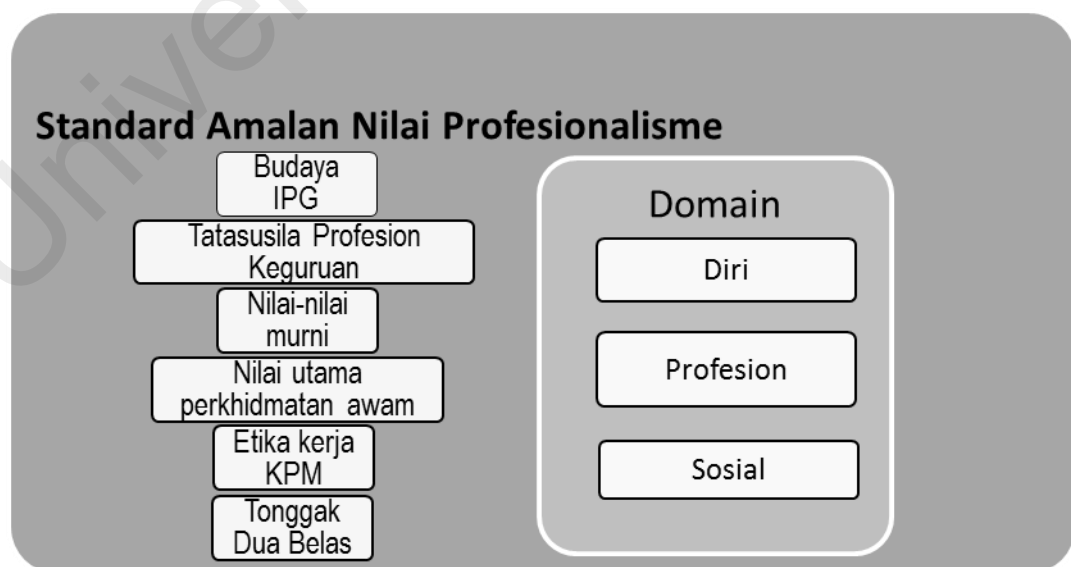 Standard Amalan Nilai Profesionalisme
Budaya
IPG
Tatasusila Profesion
Keguruan
Nilai-nilai
murni
Nilai utama
perkhidmatan awam
Etika kerja
KPM
Tonggak
Dua Belas
Domain
Diri
Profesion
Sosial